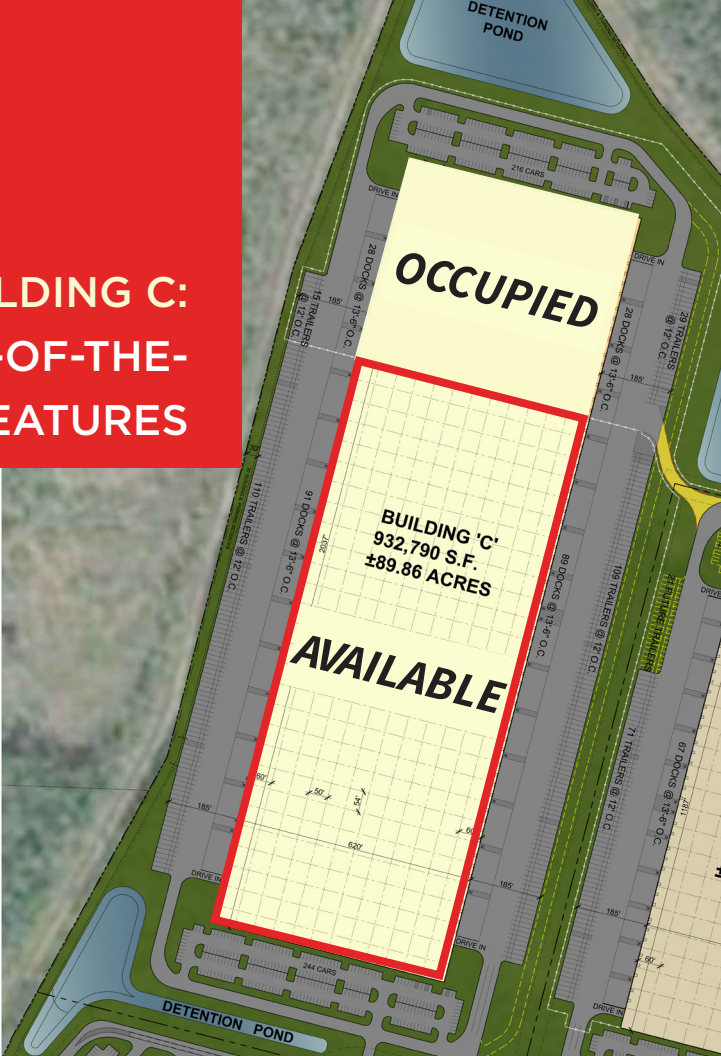 DETENTION
POND
216 CARS
DRIVE IN
DRIVE IN
LDING C:
-OF-THE-
EATURES
OCCUPIED
28 DOCKS @ 13'-6" O.C.
15 TRAILERS
@ 12' O.C.
185'
28 DOCKS @ 13'-6" O.C.
29 TRAILERS
@ 12' O.C.
185'
BUILDING 'C'
932,790 S.F.
±89.86 ACRES
2037'
91 DOCKS @ 13'-6" O.C.
110 TRAILERS @ 12' O.C.
89 DOCKS @ 13'-6" O.C.
109 TRAILERS @ 12' O.C.
AVAILABLE
60'
50'
54'
60'
185'
620'
185'
DRIVE IN
DRIVE IN
244 CARS
DETENTION POND
71 TRAILERS @ 12' O.C.
67 DOCKS @ 13'-6" O.C.
1187'
185'
60'
DRIVE IN
DRIVE